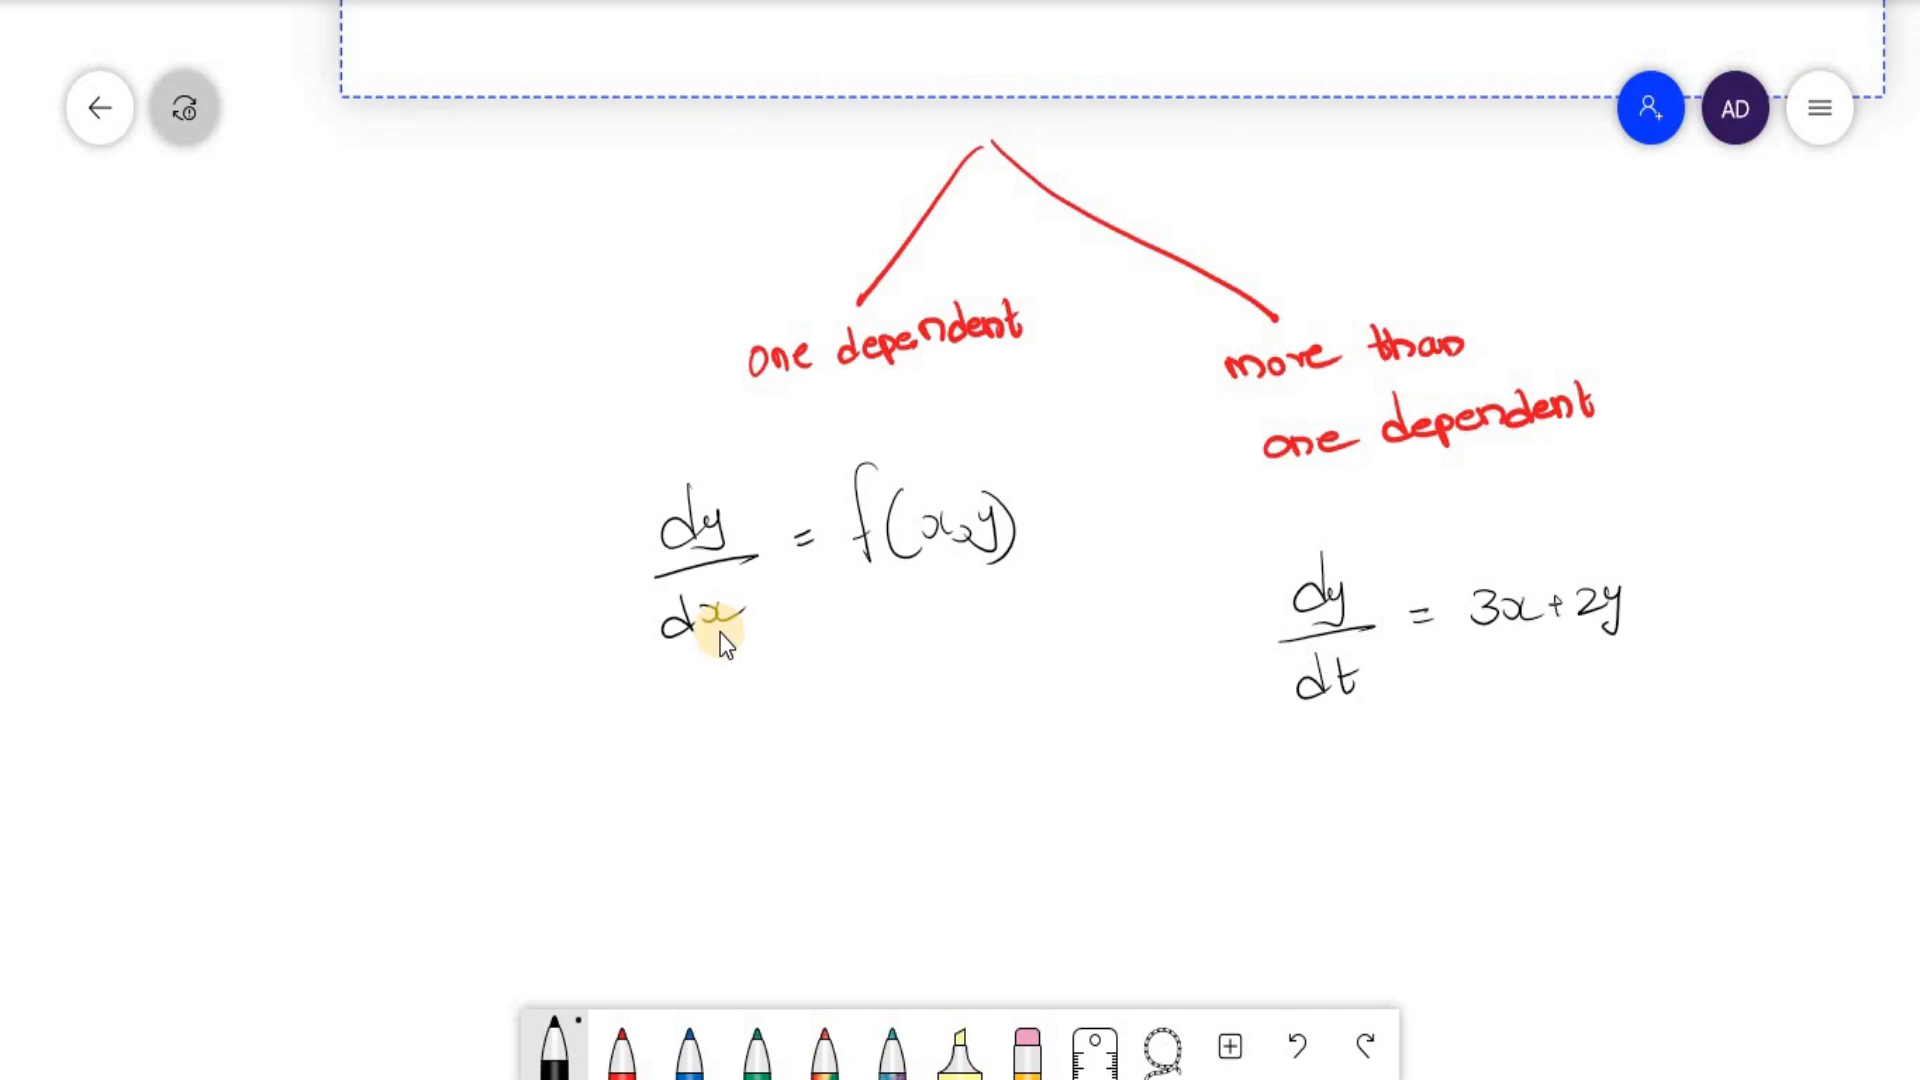 AD
one dependent
more than
one dependent
dy/dx = f(x,y)
dy/dt = 3x+2y